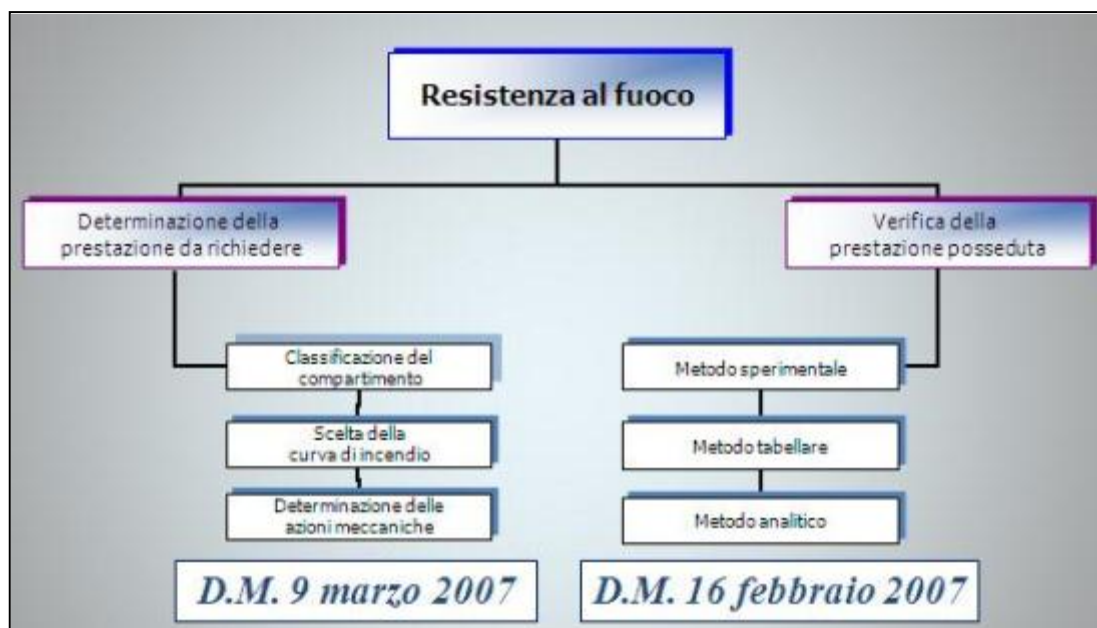 Resistenza al fuoco
Determinazione della
prestazione da richiedere
Verifica della
prestazione posseduta
Classificazione del
compartimento
Scelta della
curva di incendio
Determinazione delle
azioni meccaniche
Metodo sperimentale
Metodo tabellare
Metodo analitico
D.M. 9 marzo 2007
D.M. 16 febbraio 2007